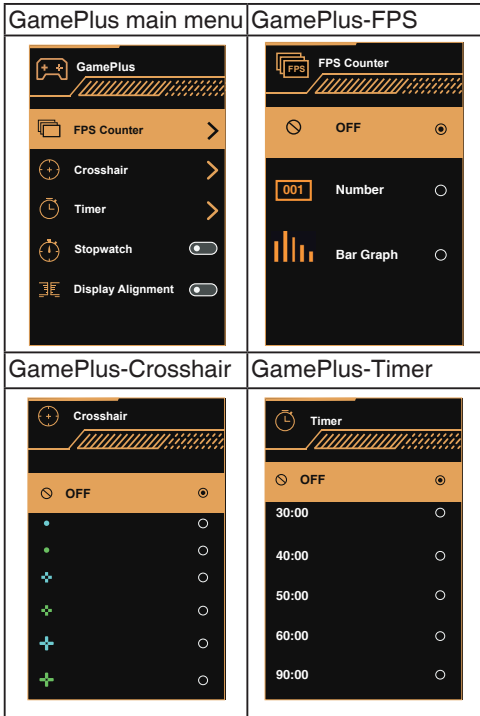 GamePlus main menu
GamePlus
FPS Counter
Crosshair
Timer
Stopwatch
Display Alignment
GamePlus-FPS
FPS
FPS Counter
OFF
001
Number
Bar Graph
GamePlus-Crosshair
Crosshair
OFF
GamePlus-Timer
Timer
OFF
30:00
40:00
50:00
60:00
90:00